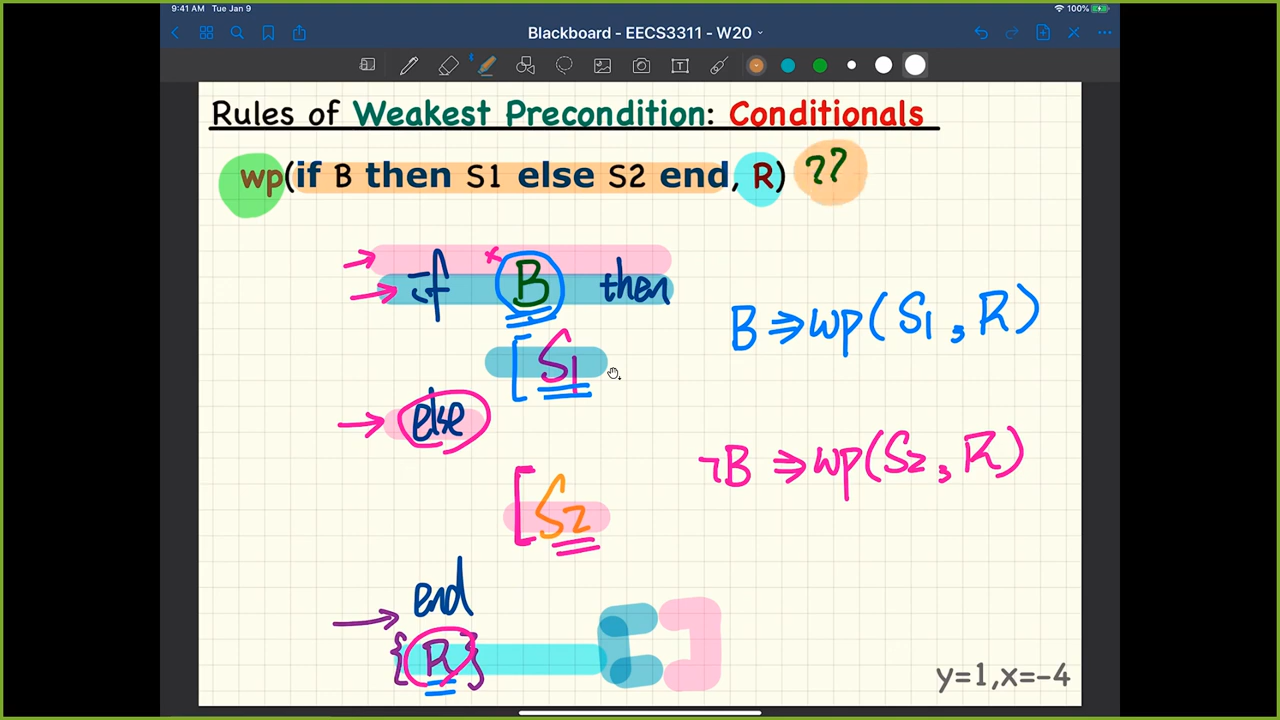 9:41 AM Tue Jan 9
100%
Blackboard - EECS3311 - W20
Rules of Weakest Precondition: Conditionals
wp(if B then S1 else S2 end, R) ??
if B then
B ⇒ wp(S1, R)
S1
else
¬B ⇒ wp(S2, R)
S2
end
{R}
y=1,x=-4